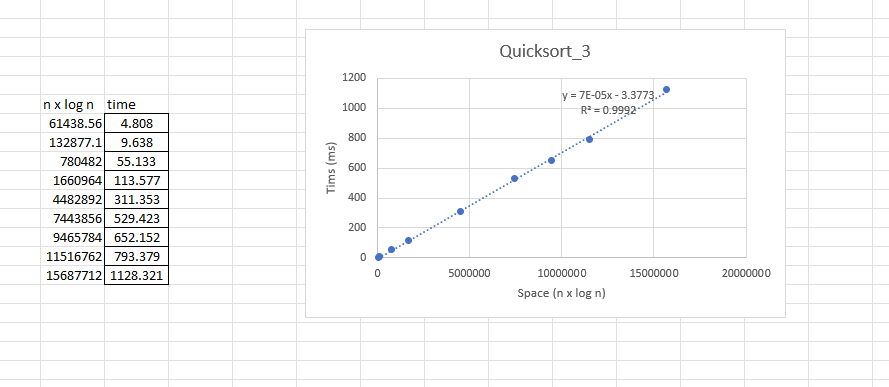 n x log n time
61438.56 4.808
132877.1 9.638
780482 55.133
1660964 113.577
4482892 311.353
7443856 529.423
9465784 652.152
11516762 793.379
15687712 1128.321
Quicksort_3
1200
1000
800
600
400
200
0
Tims (ms)
y = 7E-05x - 3.3773
R² = 0.9992
0 5000000 10000000 15000000 20000000
Space (n x log n)